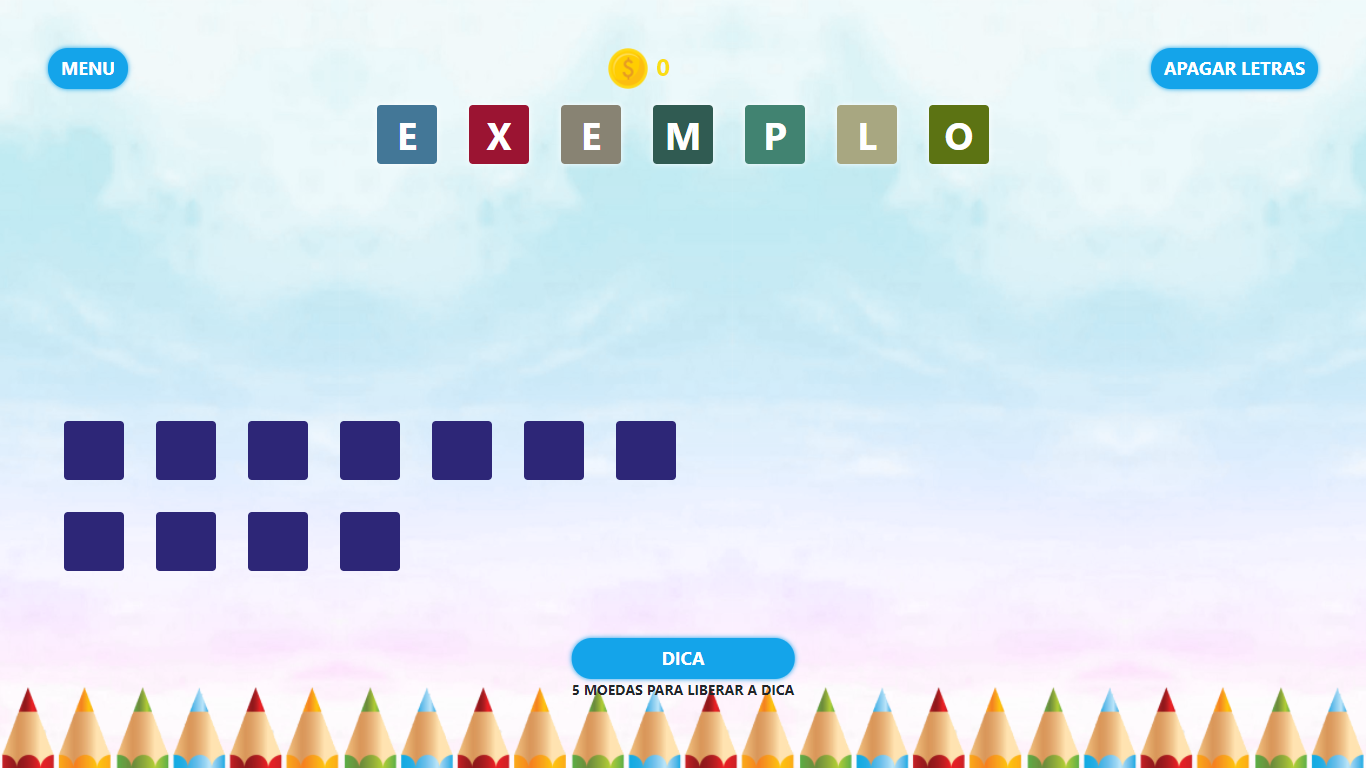 MENU
$ 0
APAGAR LETRAS
E X E M P L O
DICA
5 MOEDAS PARA LIBERAR A DICA